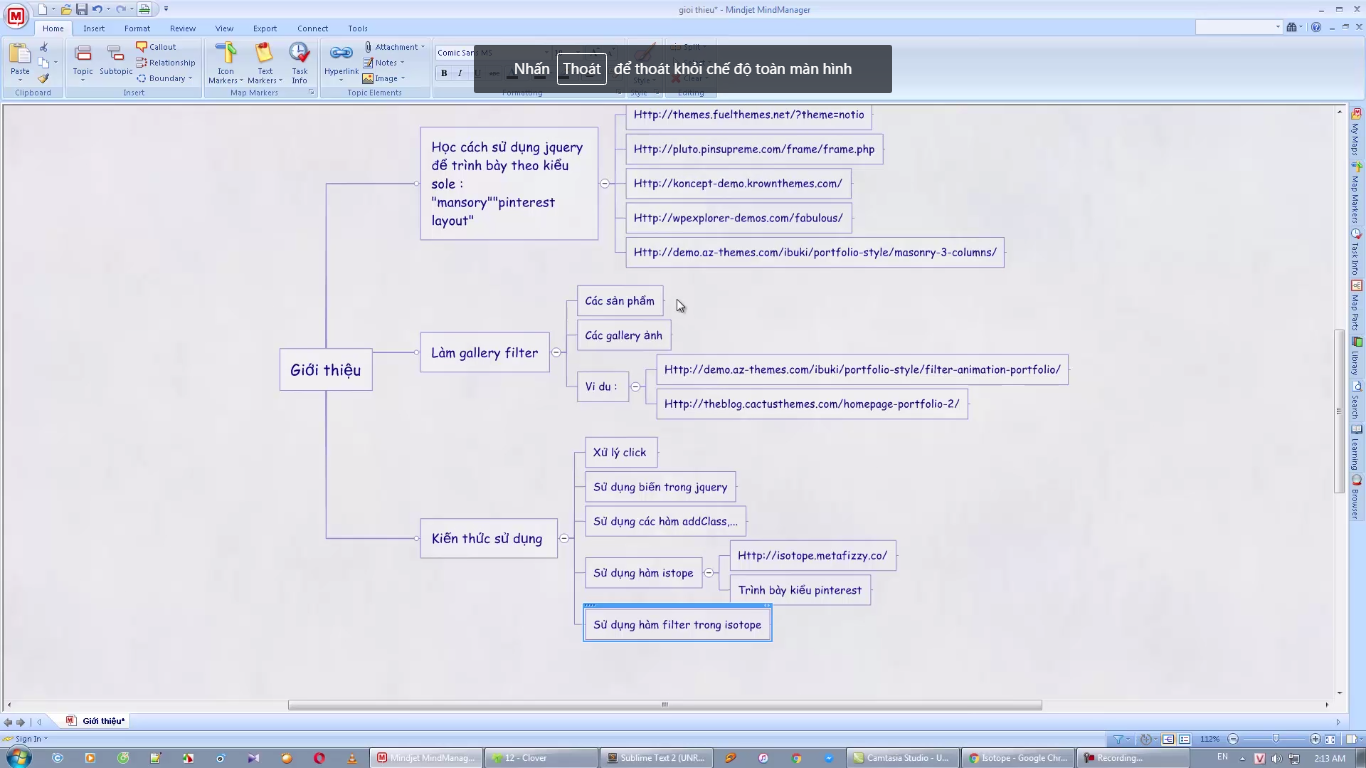 gioi thieu* - Mindjet MindManager
Home Insert Format Review View Export Connect Tools
Paste
Clipboard
Topic Subtopic
Callout
Relationship
Boundary
Insert
Icon Markers
Text Markers
Task Info
Map Markers
Hyperlink
Attachment
Notes
Image
Topic Elements
Comic Sans MS
B I U
Formatting
Style
Clear
Editing
Nhấn Thoát để thoát khỏi chế độ toàn màn hình
Học cách sử dụng jquery
để trình bày theo kiểu
sole :
"mansory""pinterest
layout"
Http://themes.fuelthemes.net/?theme=notio
Http://pluto.pinsupreme.com/frame/frame.php
Http://koncept-demo.krownthemes.com/
Http://wpexplorer-demos.com/fabulous/
Http://demo.az-themes.com/ibuki/portfolio-style/masonry-3-columns/
Giới thiệu
Làm gallery filter
Các sản phẩm
Các gallery ảnh
Ví du :
Http://demo.az-themes.com/ibuki/portfolio-style/filter-animation-portfolio/
Http://theblog.cactusthemes.com/homepage-portfolio-2/
Kiến thức sử dụng
Xử lý click
Sử dụng biến trong jquery
Sử dụng các hàm addClass,...
Sử dụng hàm istope
Http://isotope.metafizzy.co/
Trình bày kiểu pinterest
Sử dụng hàm filter trong isotope
My Maps
Map Markers
Task Info
Map Parts
Library
Search
Learning
Browser
Giới thiệu*
Sign In
112%
Mindjet MindManag...
12 - Clover
Sublime Text 2 (UNR...
Camtasia Studio - U...
Isotope - Google Chr...
Recording...
EN
2:13 AM